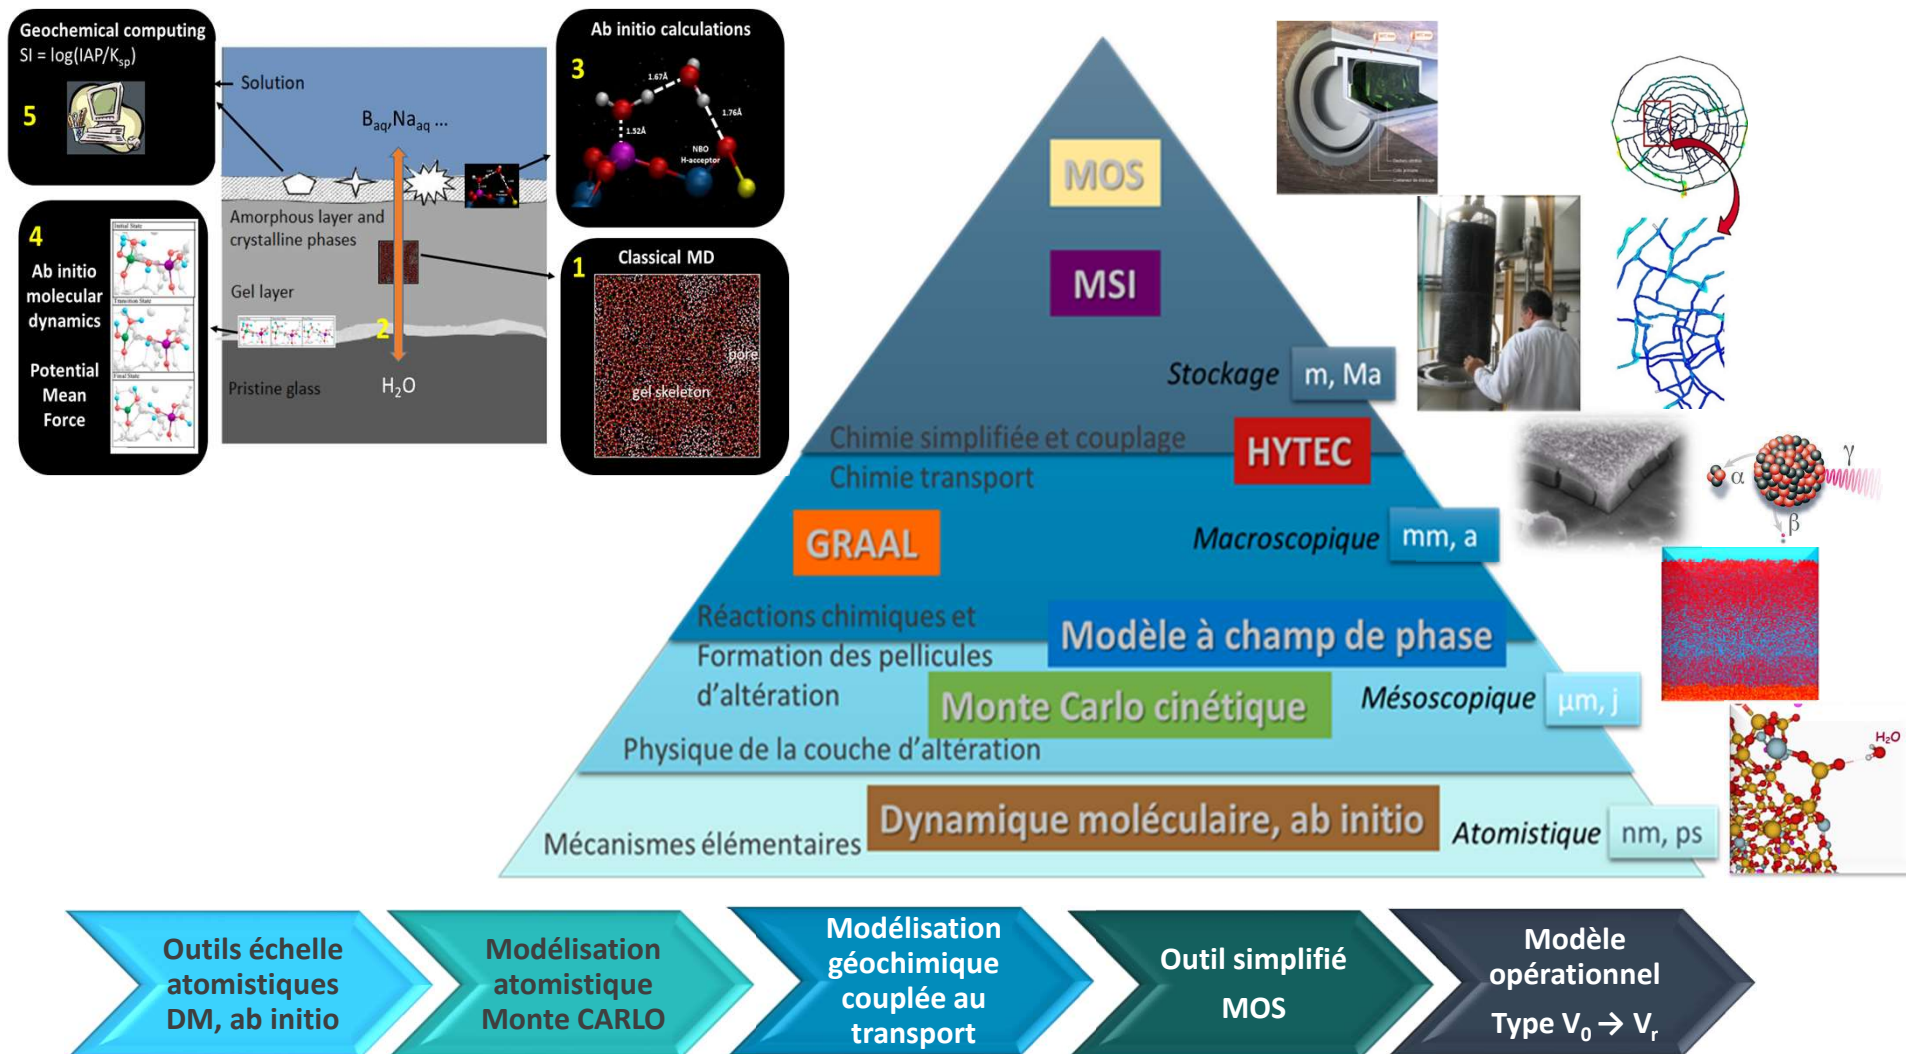 Geochemical computing
SI = log(IAP/Ksp)
5
Solution
Baq,Naaq ...
Amorphous layer and
crystalline phases
Gel layer
2
Pristine glass
H2O
4
Ab initio
molecular
dynamics
Potential
Mean
Force
Initial State
Transition State
Final State
Ab initio calculations
3
1.67Å
1.76Å
1.52Å
NBO
H-acceptor
Classical MD
1
pore
gel skeleton
MOS
MSI
Stockage
m, Ma
Chimie simplifiée et couplage
Chimie transport
HYTEC
GRAAL
Macroscopique
mm, a
Réactions chimiques et
Formation des pellicules
d'altération
Modèle à champ de phase
Monte Carlo cinétique
Mésoscopique
µm, j
Physique de la couche d'altération
Mécanismes élémentaires
Dynamique moléculaire, ab initio
Atomistique
nm, ps
α
β
γ
H2O
Outils échelle
atomistiques
DM, ab initio
Modélisation
atomistique
Monte CARLO
Modélisation
géochimique
couplée au
transport
Outil simplifié
MOS
Modèle
opérationnel
Type V0 → Vr